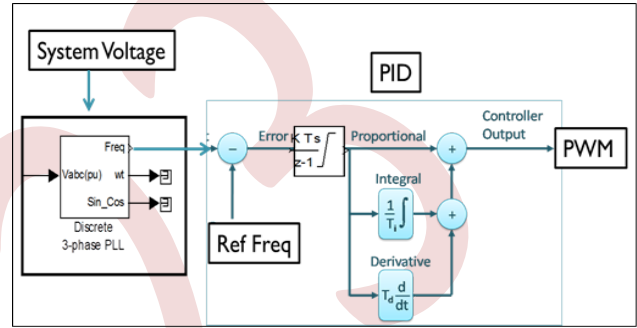 System Voltage
PID
Controller
Output
Freq
Error
K Ts
z-1
Proportional
PWM
Vabc(pu)
wt
Sin_Cos
Integral
1
Ti
Discrete
3-phase PLL
Ref Freq
Derivative
Td d
dt